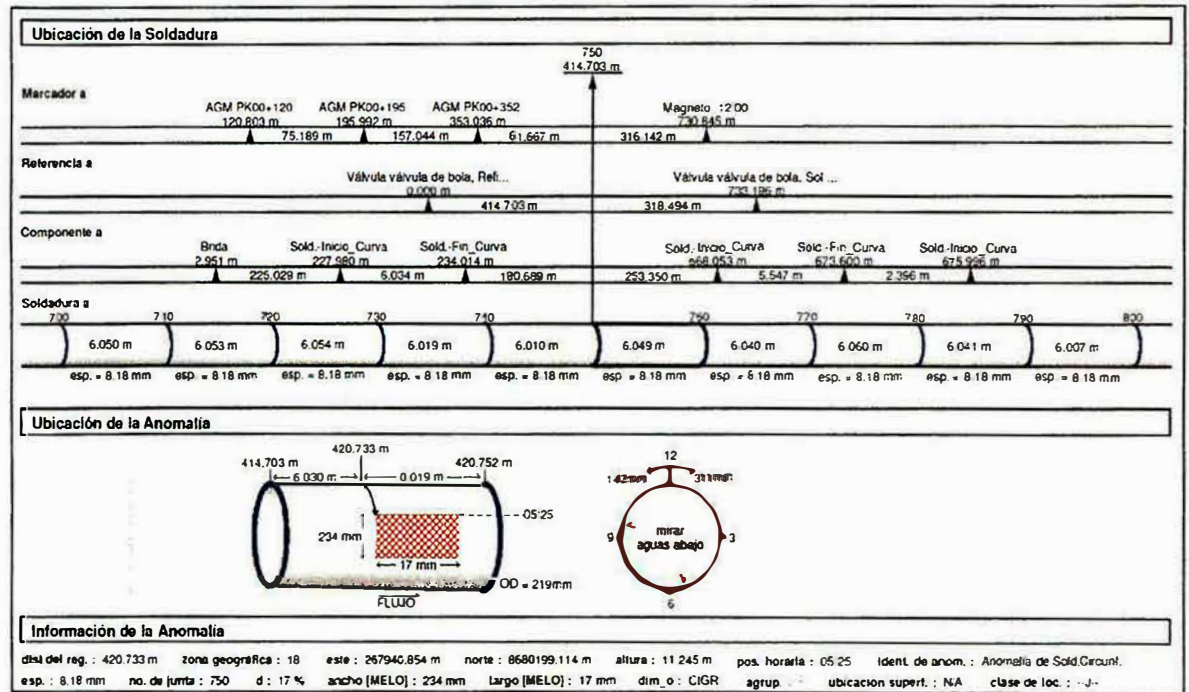 Ubicación de la Soldadura
750
414.703 m
Marcador a
AGM PK00+120 AGM PK00+195 AGM PK00+352 Magneto
120.803 m 195.992 m 353.036 m 730.845 m
75.189 m 157.044 m 61.667 m 316.142 m
Referencia a
Válvula válvula de bola, Refi... Válvula válvula de bola, Sol ...
0.000 m 733.196 m
414.703 m 318.494 m
Componente a
Brida Sold.-Inicio_Curva Sold.-Fin_Curva Sold.-Inicio_Curva Sold.-Fin_Curva Sold.-Inicio_Curva
2.951 m 227.980 m 234.014 m 668.053 m 673.600 m 675.996 m
225.029 m 6.034 m 180.689 m 253.350 m 5.547 m 2.396 m
Soldadura a
700 710 720 730 740 760 770 780 790 800
6.050 m 6.053 m 6.054 m 6.019 m 6.010 m 6.049 m 6.040 m 6.060 m 6.041 m 6.007 m
esp. = 8.18 mm esp. = 8.18 mm esp. = 8.18 mm esp. = 8.18 mm esp. = 8.18 mm esp. = 8.18 mm esp. = 8.18 mm esp. = 8.18 mm esp. = 8.18 mm esp. = 8.18 mm
Ubicación de la Anomalía
420.733 m
414.703 m 420.752 m
6.030 m 0.019 m
05:25
234 mm
17 mm
OD = 219mm
FLUJO
12
9 mirar 3
aguas abajo
6
Información de la Anomalía
dist del reg. : 420.733 m zona geográfica : 18 este : 267940.854 m norte : 8680199.114 m altura : 11.245 m pos. horaria : 05:25 Ident. de anom. : Anomalía de Sold.Circunf.
esp. : 8.18 mm no. de junta : 750 d : 17 % ancho [MELO] : 234 mm largo [MELO] : 17 mm dim_o : CIGR agrup. ubicación superf. : N/A clase de loc. :